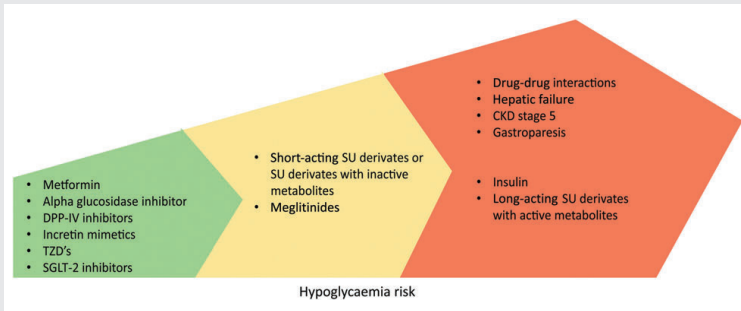 • Metformin
• Alpha glucosidase inhibitor
• DPP-IV inhibitors
• Incretin mimetics
• TZD's
• SGLT-2 inhibitors
• Short-acting SU derivates or
SU derivates with inactive
metabolites
• Meglitinides
• Drug-drug interactions
• Hepatic failure
• CKD stage 5
• Gastroparesis
• Insulin
• Long-acting SU derivates
with active metabolites
Hypoglycaemia risk